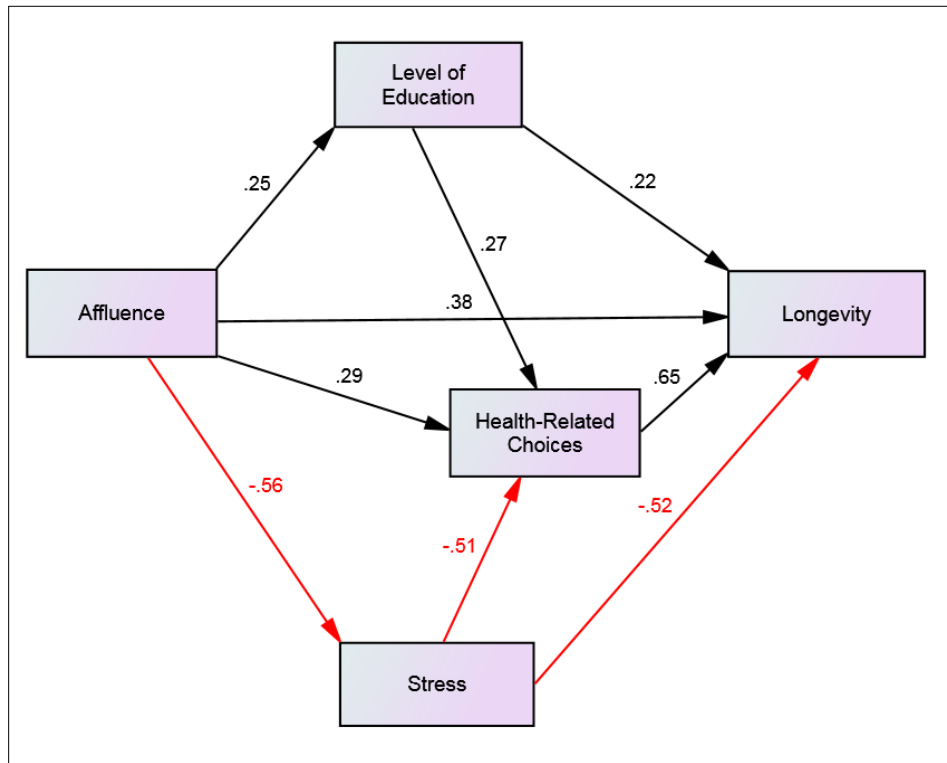 Level of
Education
.25
.22
.27
Affluence
.38
Longevity
.29
.65
Health-Related
Choices
-.56
-.52
-.51
Stress